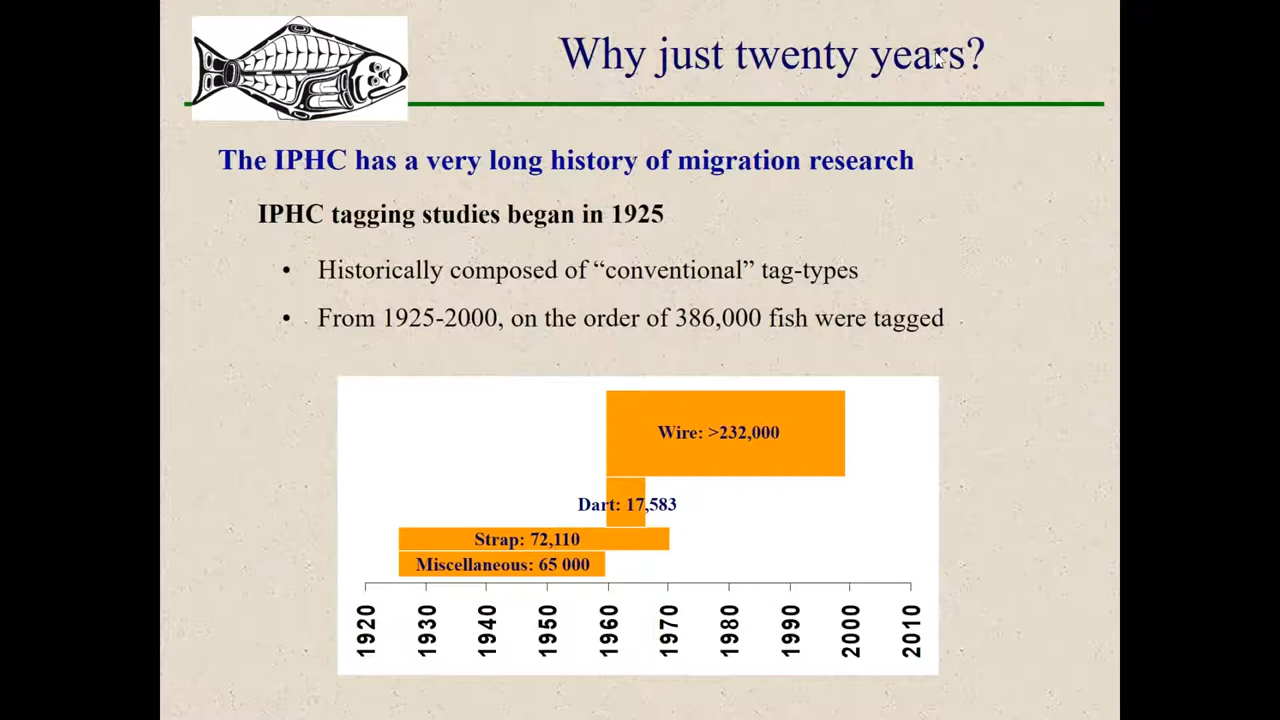 Why just twenty years?
The IPHC has a very long history of migration research
IPHC tagging studies began in 1925
• Historically composed of “conventional” tag-types
• From 1925-2000, on the order of 386,000 fish were tagged
Wire: >232,000
Dart: 17,583
Strap: 72,110
Miscellaneous: 65 000
1920 1930 1940 1950 1960 1970 1980 1990 2000 2010